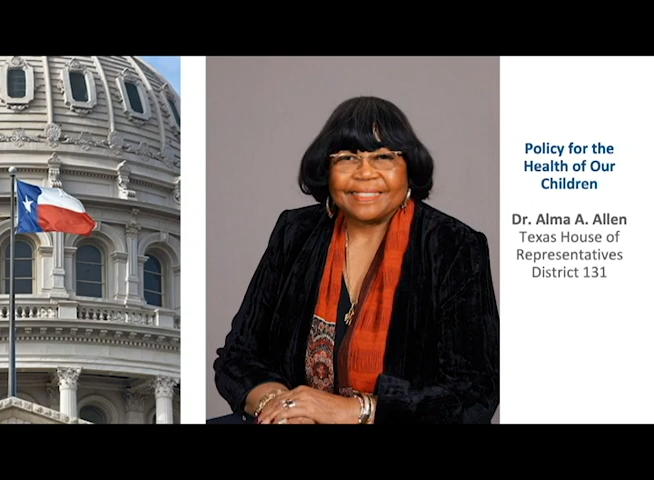 Policy for the
Health of Our
Children
Dr. Alma A. Allen
Texas House of
Representatives
District 131